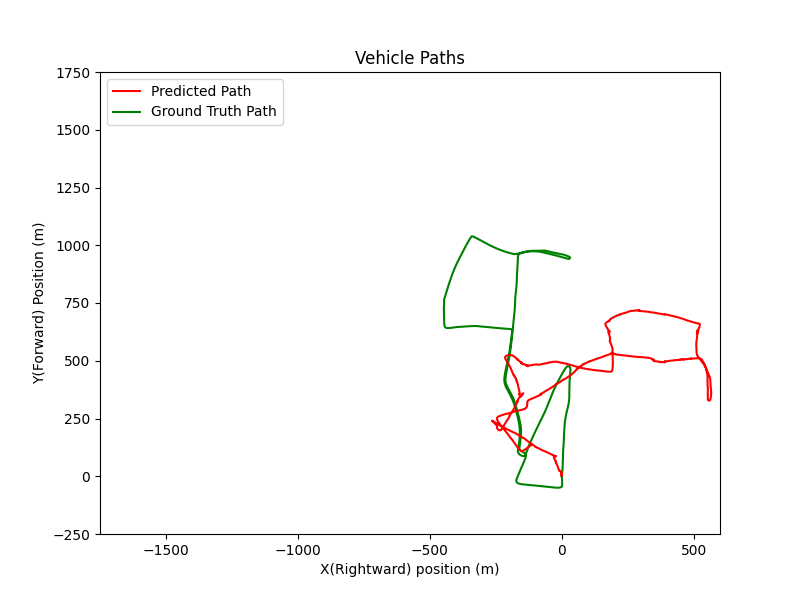 Vehicle Paths
Predicted Path
Ground Truth Path
1750
1500
1250
1000
750
500
250
0
−250
Y(Forward) Position (m)
−1500
−1000
−500
0
500
X(Rightward) position (m)